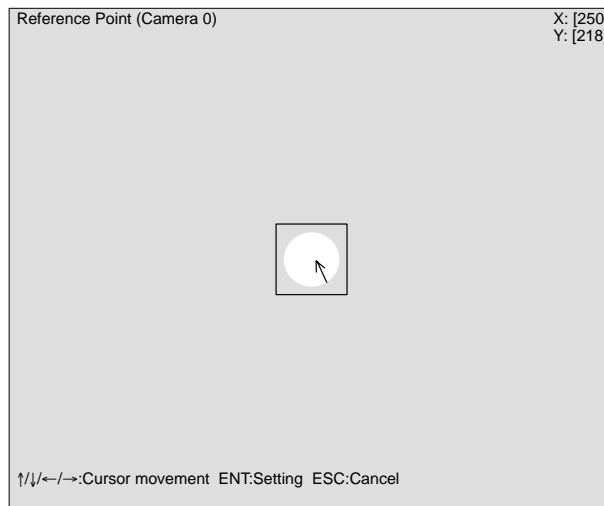 Reference Point (Camera 0)
X: [250
Y: [218
↑/↓/←/→:Cursor movement  ENT:Setting  ESC:Cancel